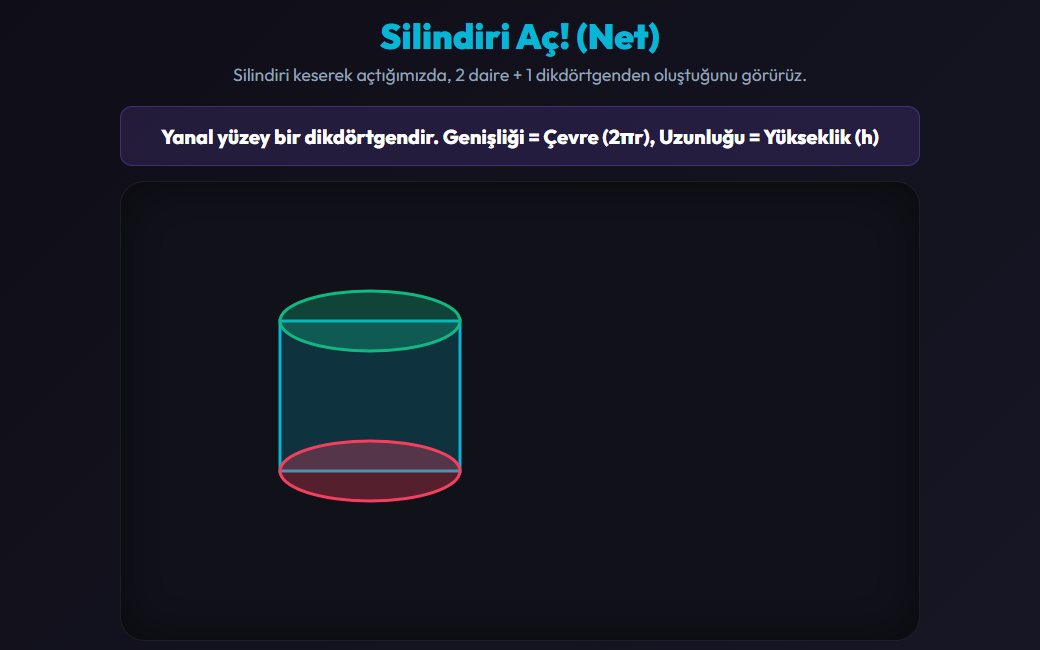 Silindiri Aç! (Net)
Silindiri keserek açtığımızda, 2 daire + 1 dikdörtgenden oluştuğunu görürüz.
Yanal yüzey bir dikdörtgendir. Genişliği = Çevre (2πr), Uzunluğu = Yükseklik (h)